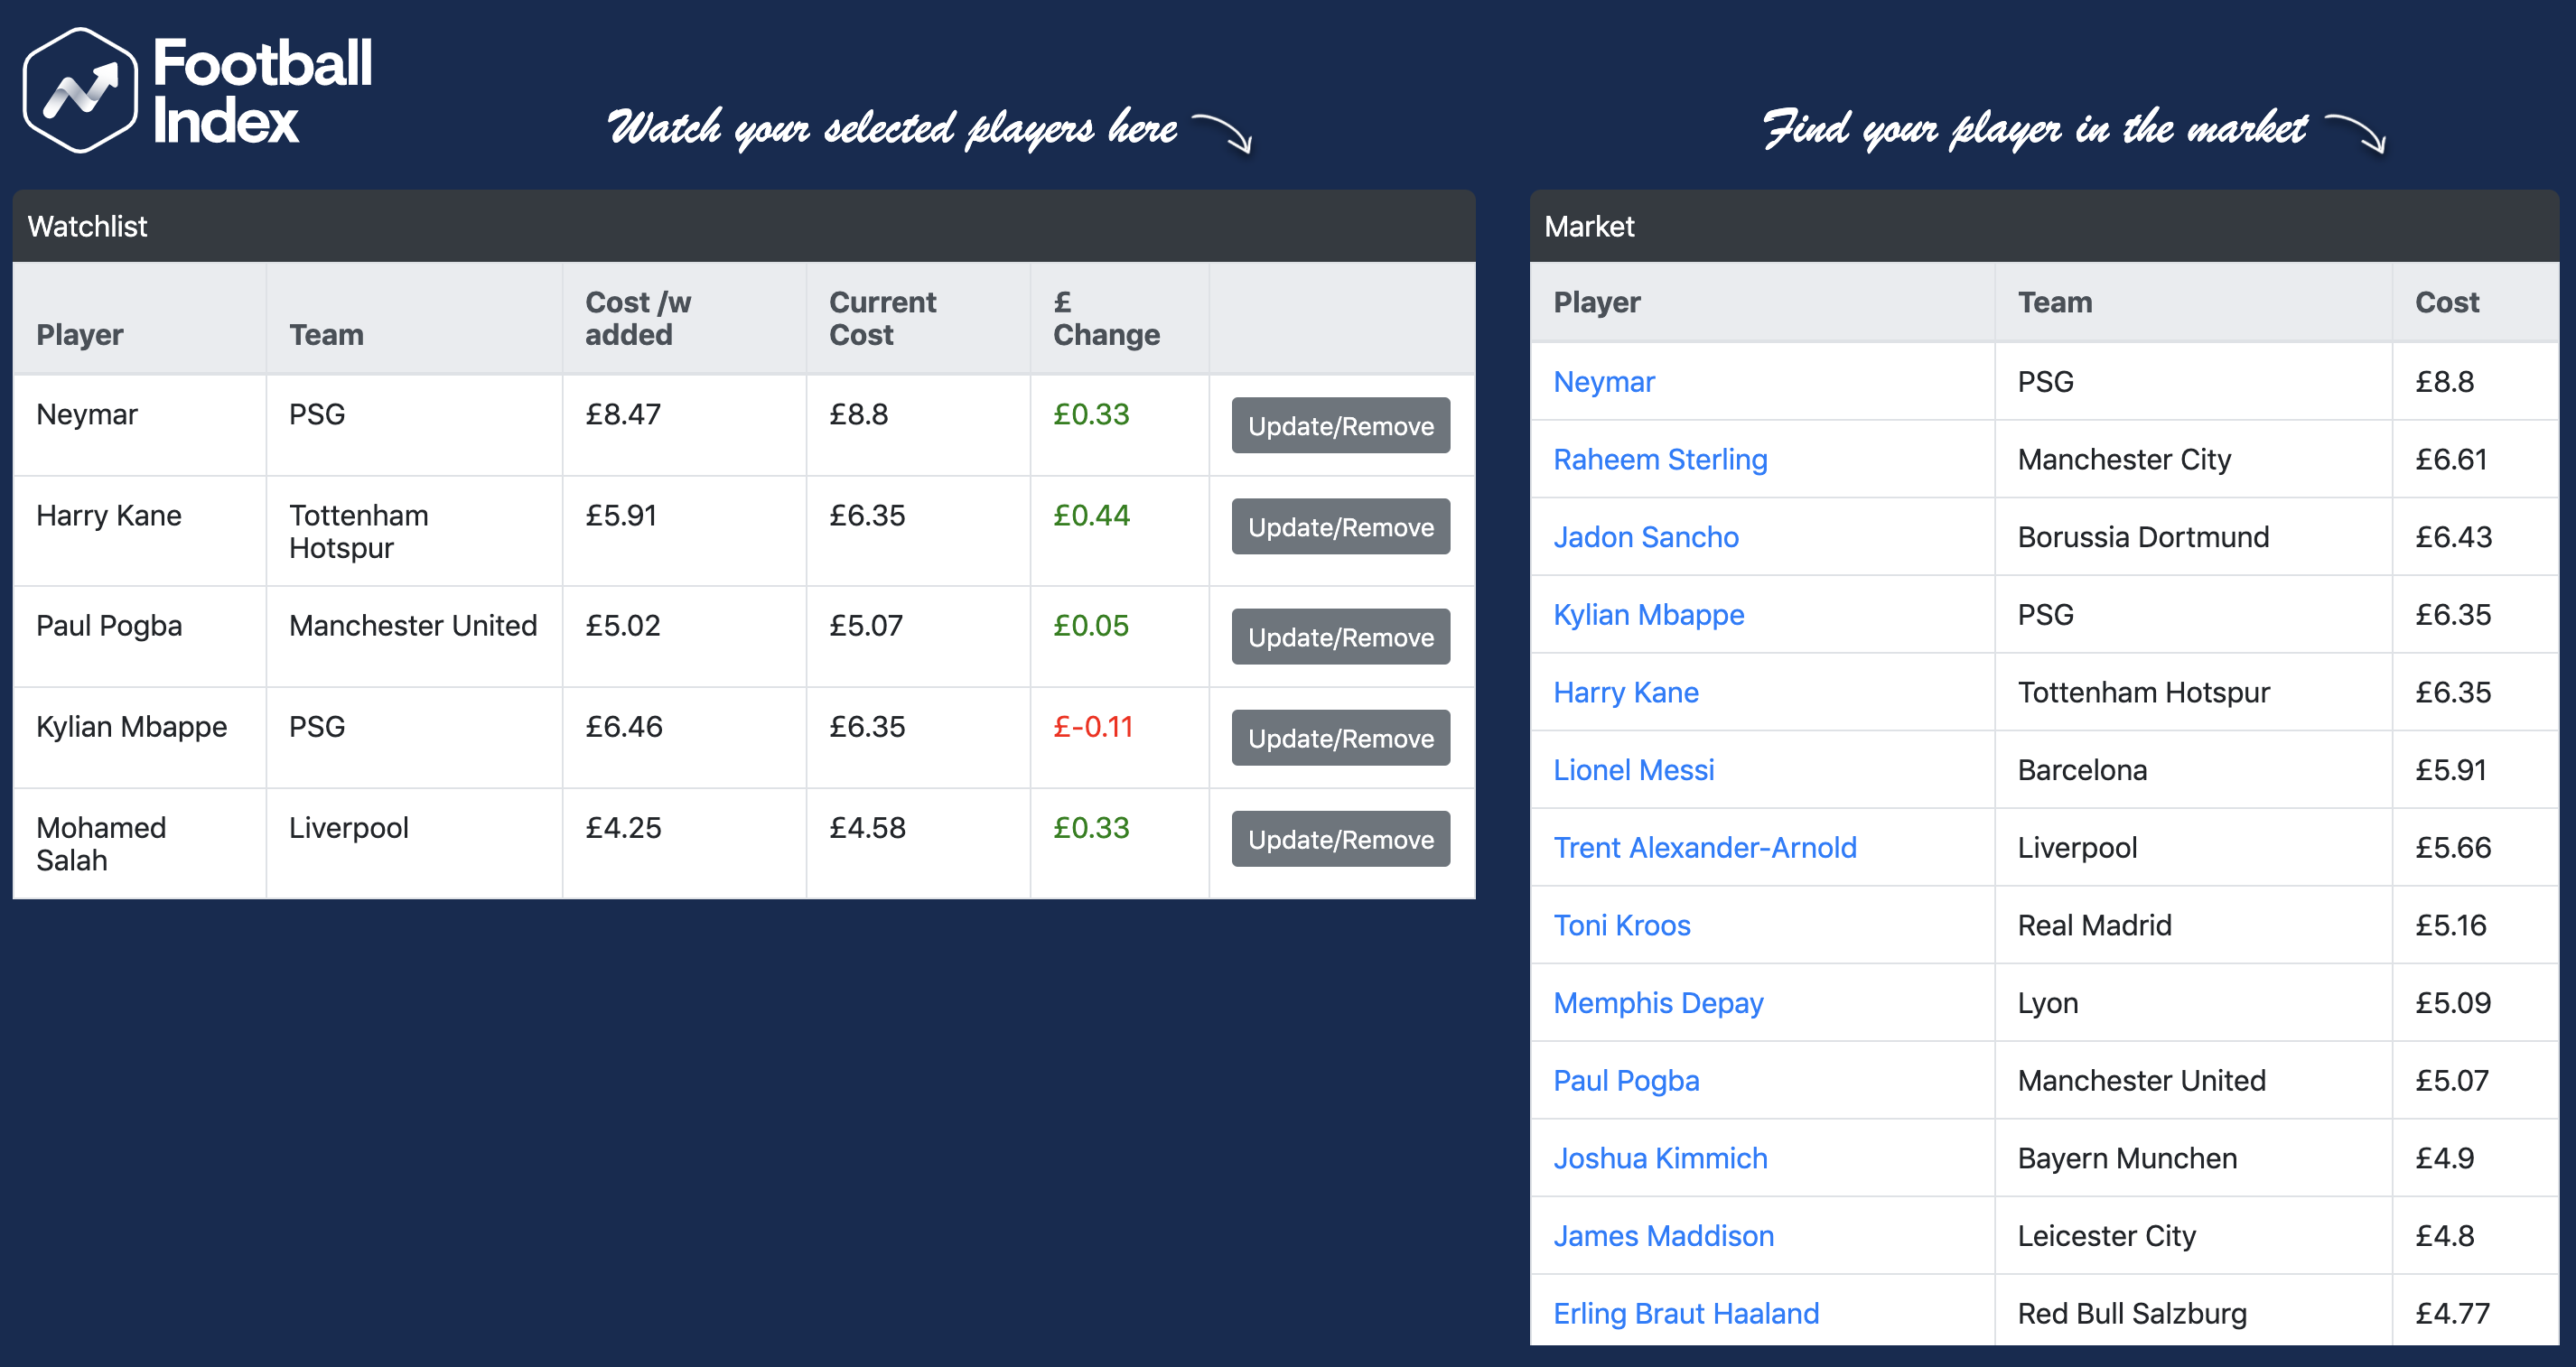 Football
Index
Watch your selected players here
Find your player in the market
Watchlist
Player Team Cost /w added Current Cost £ Change
Neymar PSG £8.47 £8.8 £0.33 Update/Remove
Harry Kane Tottenham Hotspur £5.91 £6.35 £0.44 Update/Remove
Paul Pogba Manchester United £5.02 £5.07 £0.05 Update/Remove
Kylian Mbappe PSG £6.46 £6.35 £-0.11 Update/Remove
Mohamed Salah Liverpool £4.25 £4.58 £0.33 Update/Remove
Market
Player Team Cost
Neymar PSG £8.8
Raheem Sterling Manchester City £6.61
Jadon Sancho Borussia Dortmund £6.43
Kylian Mbappe PSG £6.35
Harry Kane Tottenham Hotspur £6.35
Lionel Messi Barcelona £5.91
Trent Alexander-Arnold Liverpool £5.66
Toni Kroos Real Madrid £5.16
Memphis Depay Lyon £5.09
Paul Pogba Manchester United £5.07
Joshua Kimmich Bayern Munchen £4.9
James Maddison Leicester City £4.8
Erling Braut Haaland Red Bull Salzburg £4.77